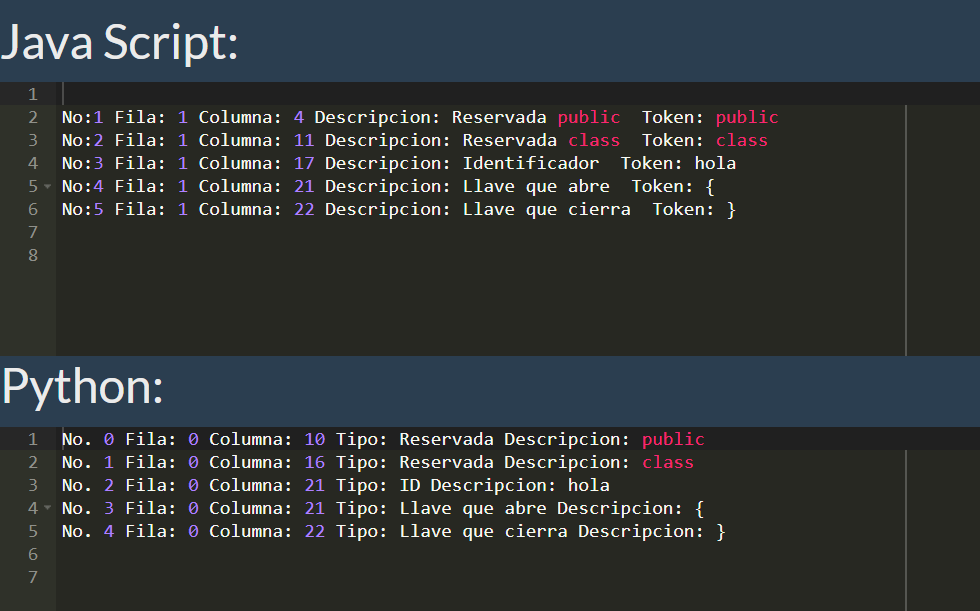 Java Script:
1
2 No:1 Fila: 1 Columna: 4 Descripcion: Reservada public  Token: public
3 No:2 Fila: 1 Columna: 11 Descripcion: Reservada class  Token: class
4 No:3 Fila: 1 Columna: 17 Descripcion: Identificador  Token: hola
5 No:4 Fila: 1 Columna: 21 Descripcion: Llave que abre  Token: {
6 No:5 Fila: 1 Columna: 22 Descripcion: Llave que cierra  Token: }
7
8
Python:
1 No. 0 Fila: 0 Columna: 10 Tipo: Reservada Descripcion: public
2 No. 1 Fila: 0 Columna: 16 Tipo: Reservada Descripcion: class
3 No. 2 Fila: 0 Columna: 21 Tipo: ID Descripcion: hola
4 No. 3 Fila: 0 Columna: 21 Tipo: Llave que abre Descripcion: {
5 No. 4 Fila: 0 Columna: 22 Tipo: Llave que cierra Descripcion: }
6
7